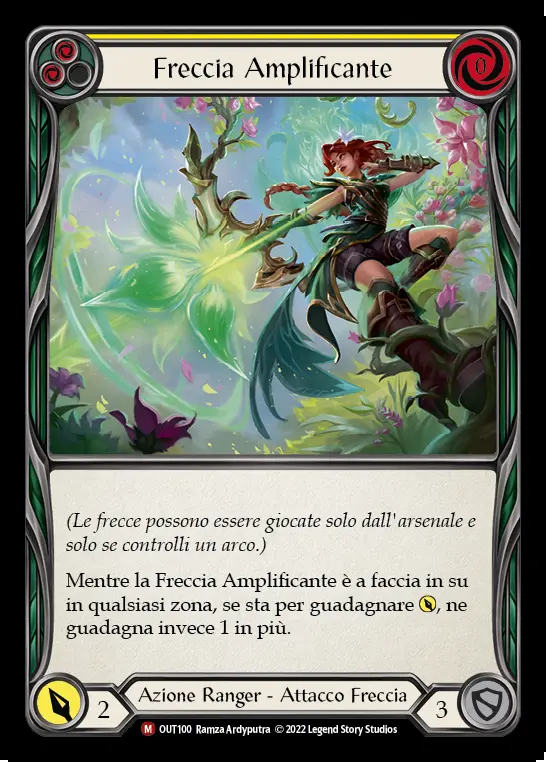 Freccia Amplificante
0
(Le frecce possono essere giocate solo dall'arsenale e
solo se controlli un arco.)
Mentre la Freccia Amplificante è a faccia in su
in qualsiasi zona, se sta per guadagnare , ne
guadagna invece 1 in più.
2
Azione Ranger - Attacco Freccia
3
M OUT100 Ramza Ardyputra © 2022 Legend Story Studios